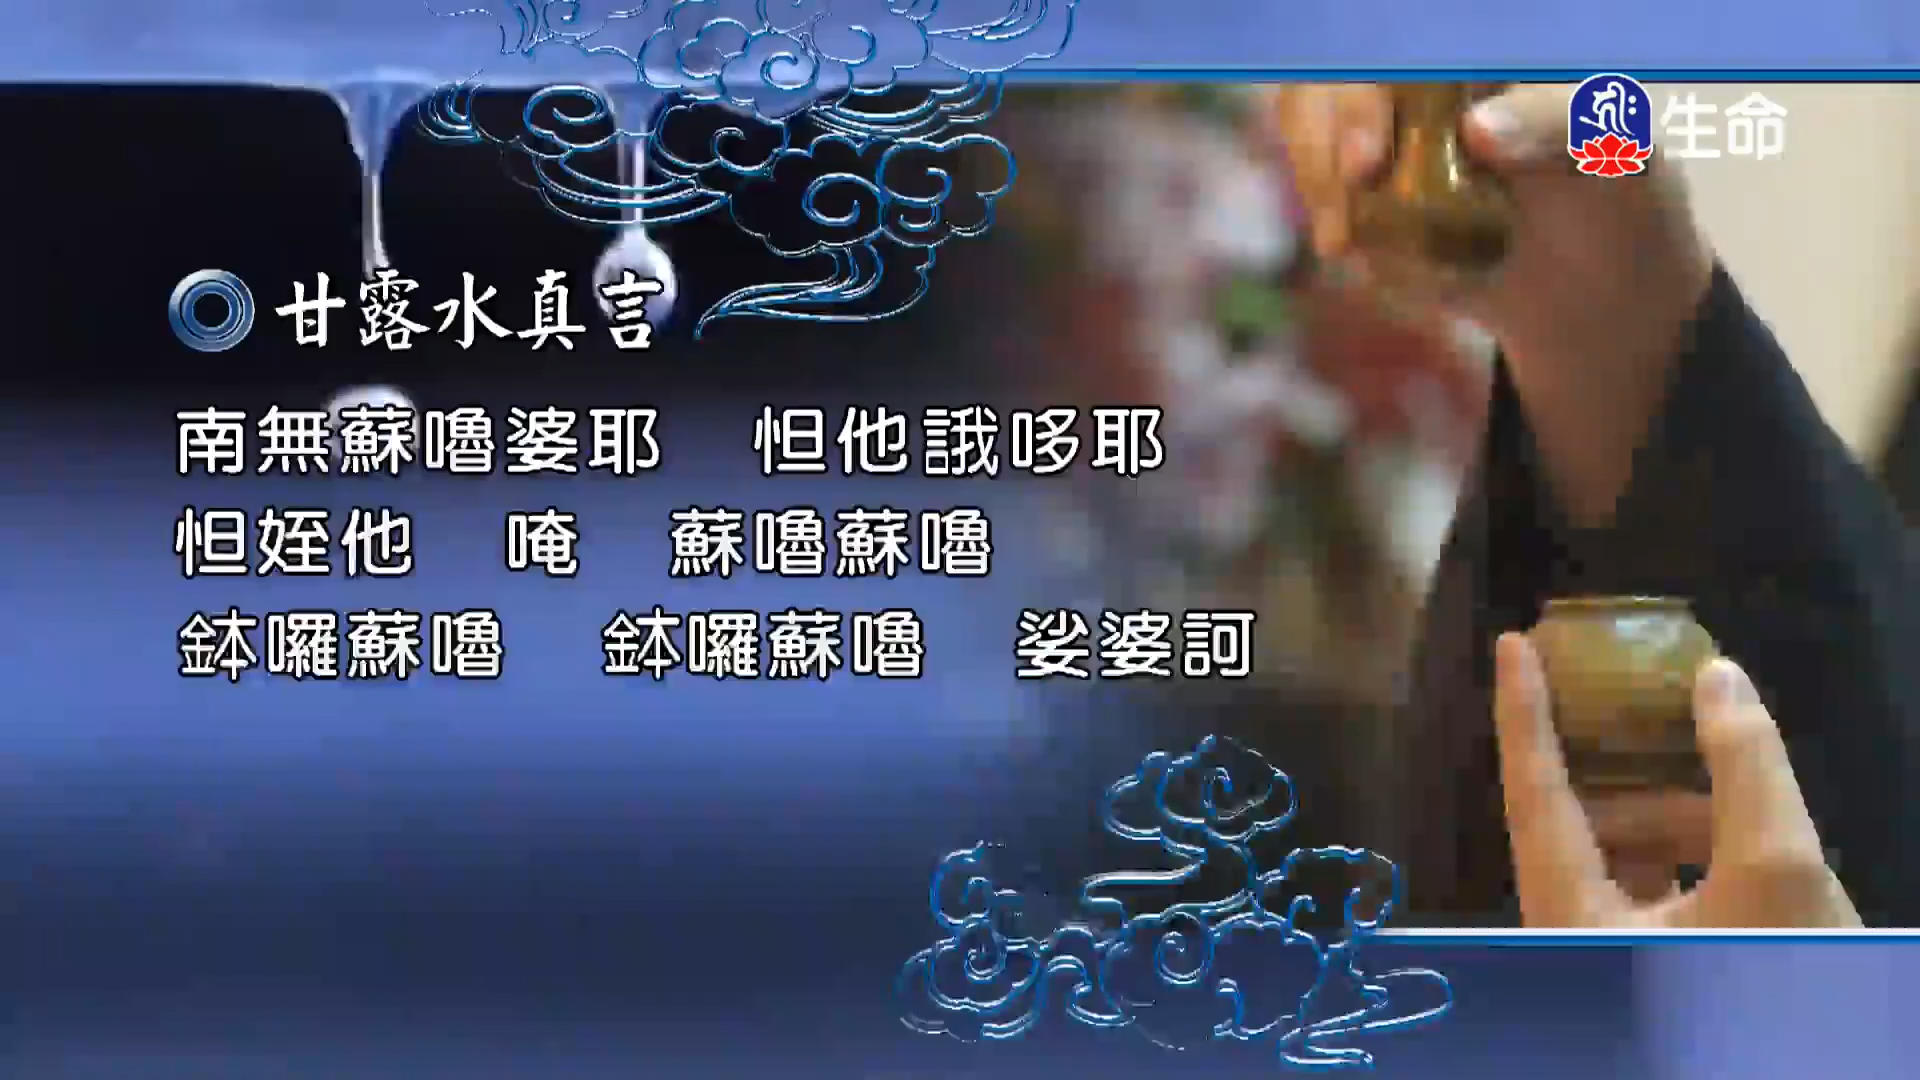 生命
甘露水真言
南無蘇嚕婆耶　怛他誐哆耶
怛姪他　唵　蘇嚕蘇嚕
鉢囉蘇嚕　鉢囉蘇嚕　娑婆訶